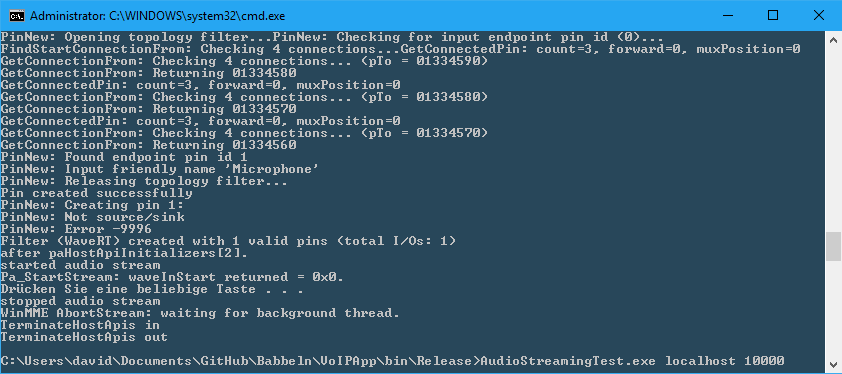 Administrator: C:\WINDOWS\system32\cmd.exe
PinNew: Opening topology filter...PinNew: Checking for input endpoint pin id (0)...
FindStartConnectionFrom: Checking 4 connections...GetConnectedPin: count=3, forward=0, muxPosition=0
GetConnectionFrom: Checking 4 connections... (pTo = 01334590)
GetConnectionFrom: Returning 01334580
GetConnectedPin: count=3, forward=0, muxPosition=0
GetConnectionFrom: Checking 4 connections... (pTo = 01334580)
GetConnectionFrom: Returning 01334570
GetConnectedPin: count=3, forward=0, muxPosition=0
GetConnectionFrom: Checking 4 connections... (pTo = 01334570)
GetConnectionFrom: Returning 01334560
PinNew: Found endpoint pin id 1
PinNew: Input friendly name 'Microphone'
PinNew: Releasing topology filter...
Pin created successfully
PinNew: Creating pin 1:
PinNew: Not source/sink
PinNew: Error -9996
Filter (WaveRT) created with 1 valid pins (total I/Os: 1)
after paHostApiInitializers[2].
started audio stream
Pa_StartStream: waveInStart returned = 0x0.
Drücken Sie eine beliebige Taste . . .
stopped audio stream
WinMME AbortStream: waiting for background thread.
TerminateHostApis in
TerminateHostApis out
C:\Users\david\Documents\GitHub\Babbeln\VoIPApp\bin\Release>AudioStreamingTest.exe localhost 10000